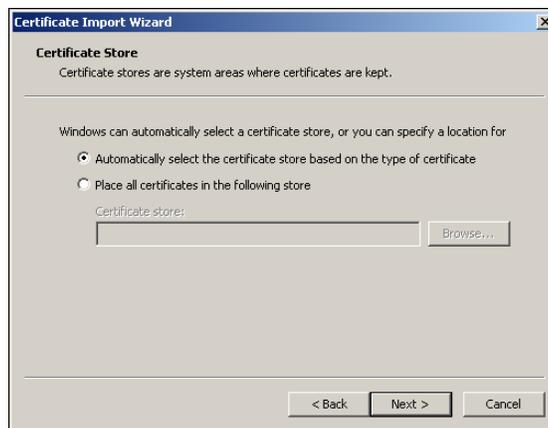 Certificate Import Wizard
Certificate Store
Certificate stores are system areas where certificates are kept.
Windows can automatically select a certificate store, or you can specify a location for
Automatically select the certificate store based on the type of certificate
Place all certificates in the following store
Certificate store:
Browse...
< Back Next > Cancel